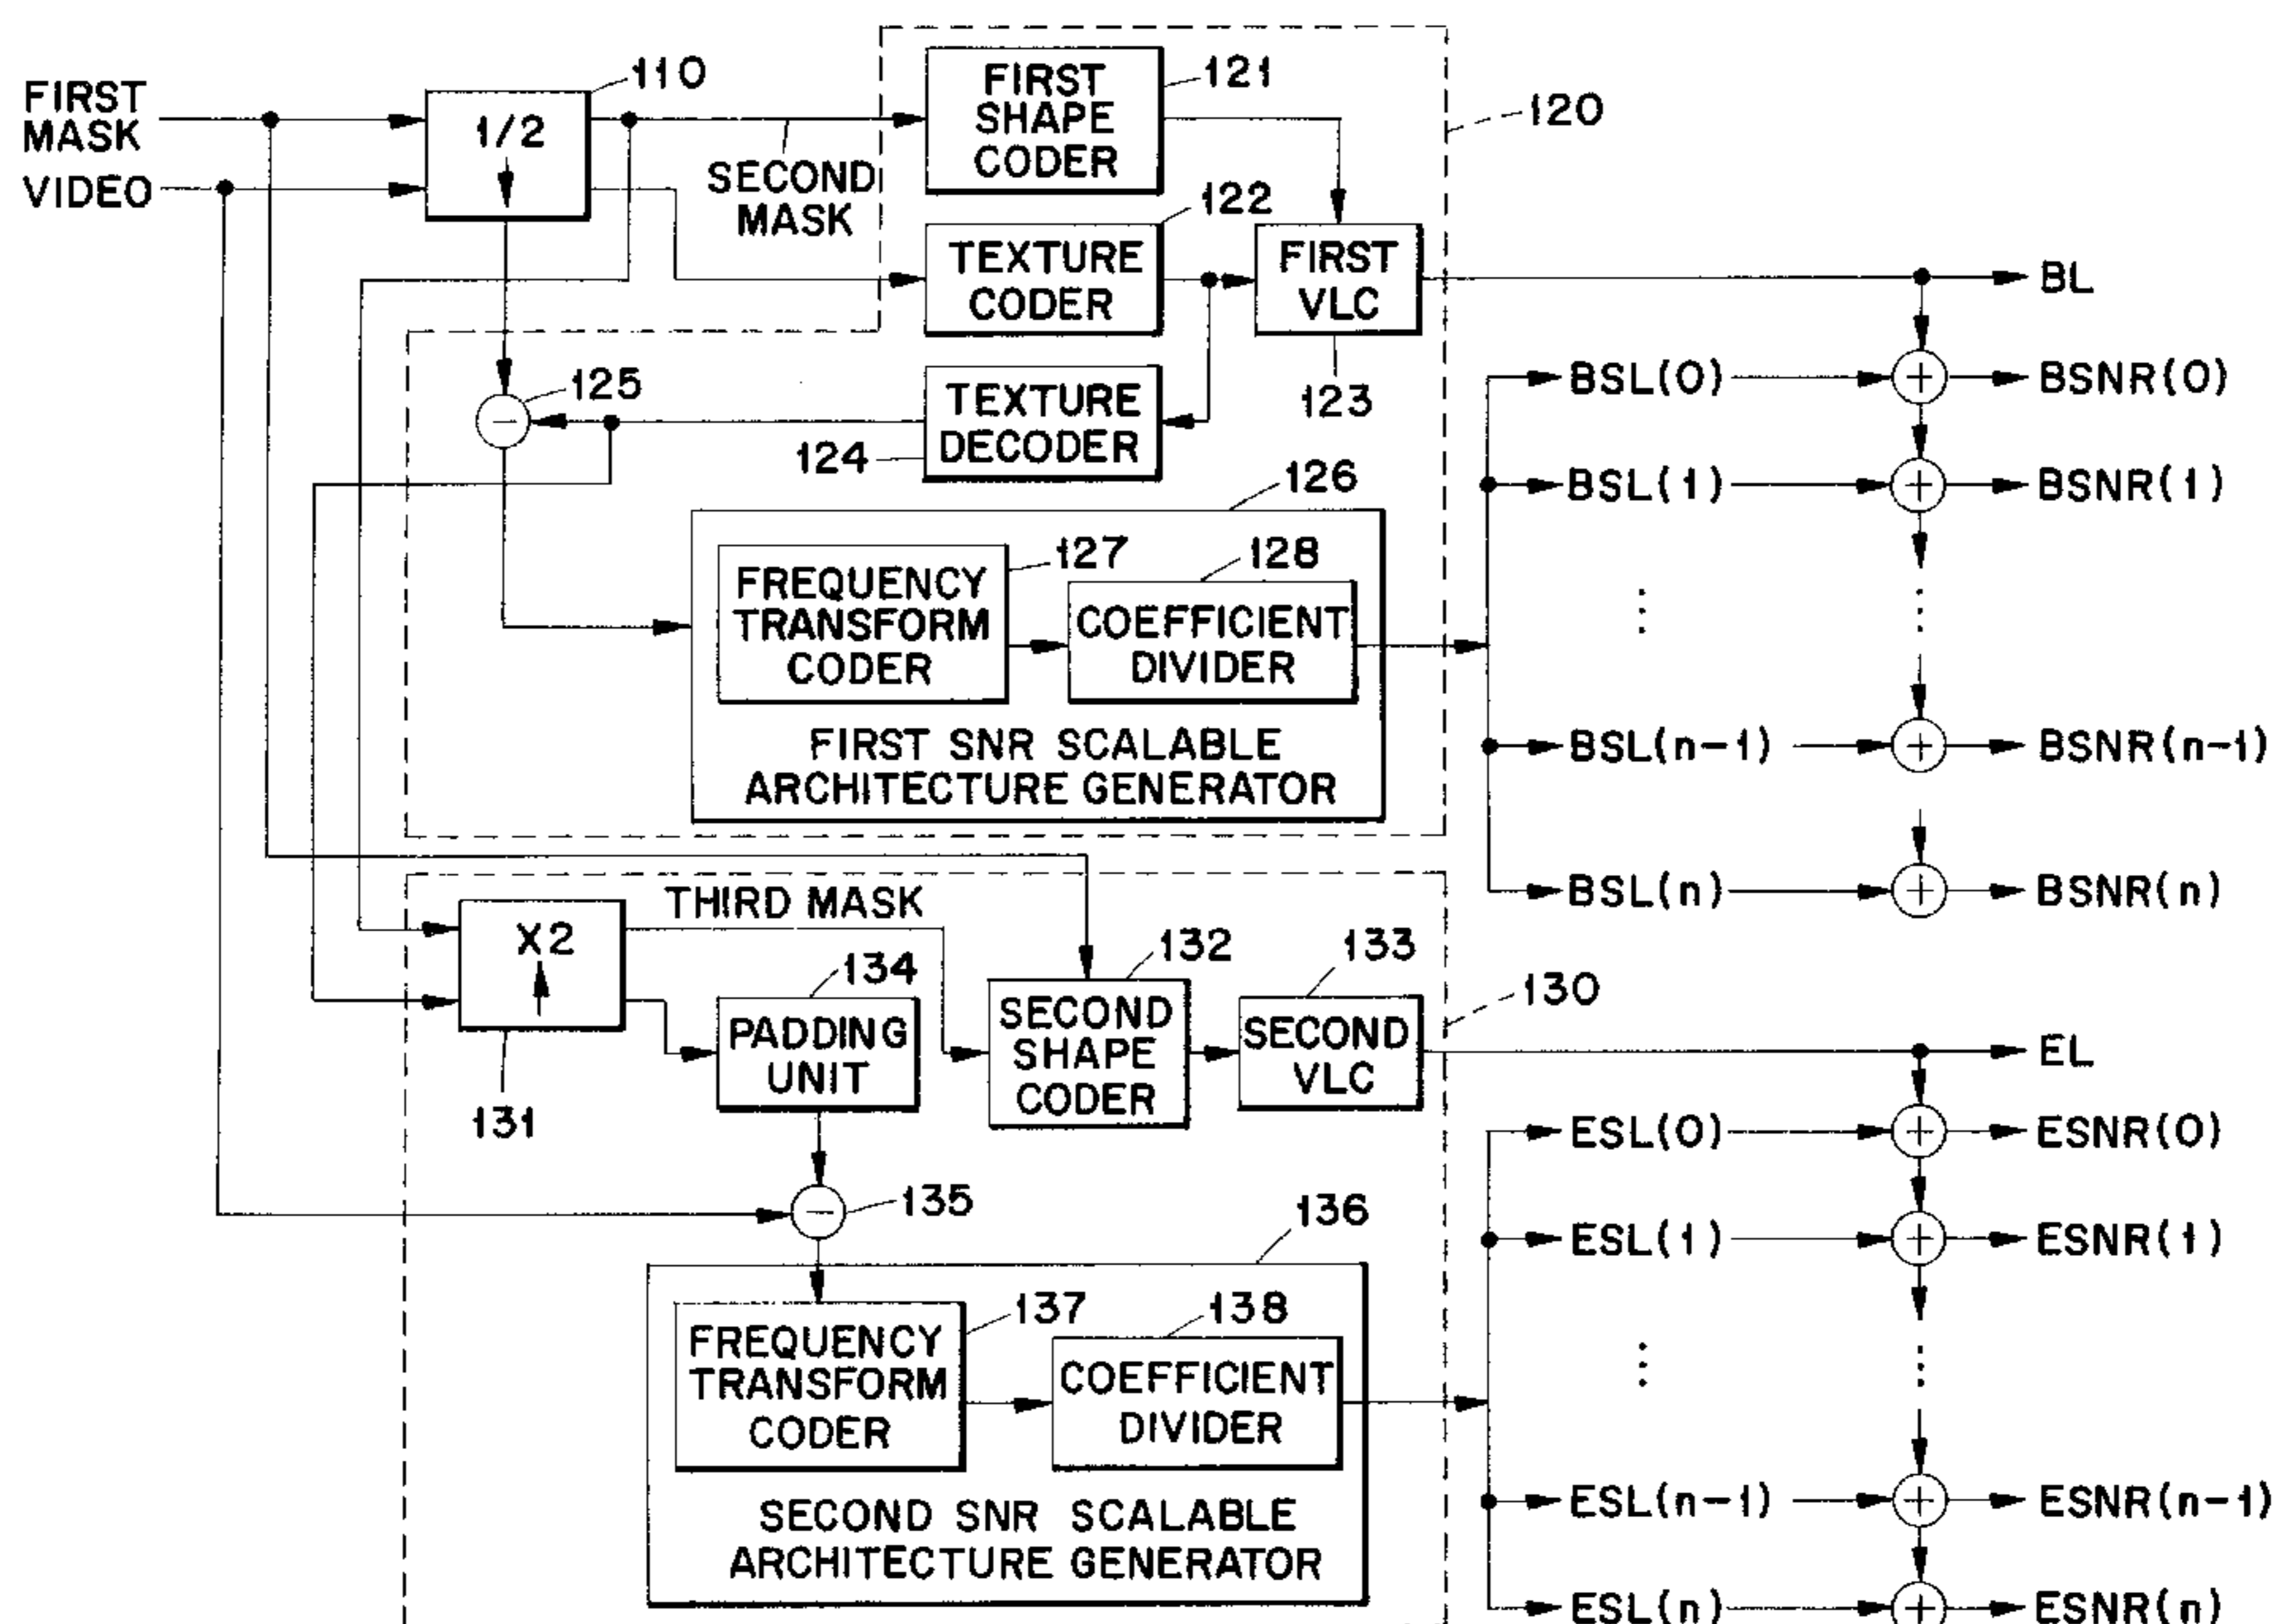 FIRST
MASK
VIDEO
110
1/2
SECOND
MASK
FIRST
SHAPE
CODER
121
120
TEXTURE
CODER
122
FIRST
VLC
123
TEXTURE
DECODER
124
125
126
FREQUENCY
TRANSFORM
CODER
127
COEFFICIENT
DIVIDER
128
FIRST SNR SCALABLE
ARCHITECTURE GENERATOR
BL
BSL(0)
BSNR(0)
BSL(1)
BSNR(1)
BSL(n-1)
BSNR(n-1)
BSL(n)
BSNR(n)
THIRD MASK
X2
131
134
PADDING
UNIT
132
SECOND
SHAPE
CODER
133
SECOND
VLC
130
135
136
FREQUENCY
TRANSFORM
CODER
137
COEFFICIENT
DIVIDER
138
SECOND SNR SCALABLE
ARCHITECTURE GENERATOR
EL
ESL(0)
ESNR(0)
ESL(1)
ESNR(1)
ESL(n-1)
ESNR(n-1)
ESL(n)
ESNR(n)